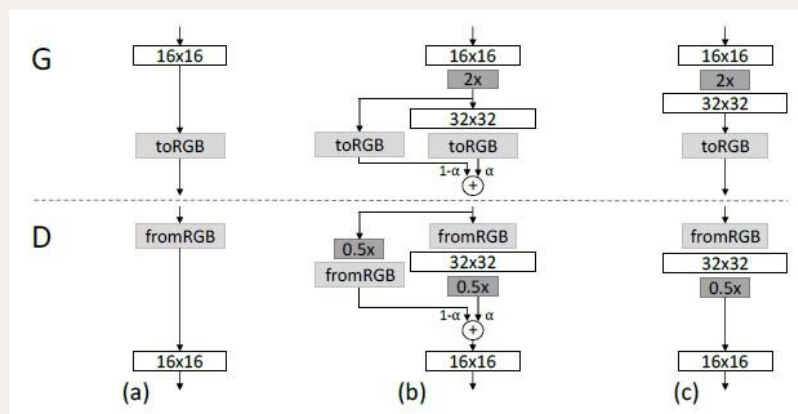 G
16x16
toRGB
16x16
2x
32x32
toRGB
toRGB
1-α
α
+
16x16
2x
32x32
toRGB
D
fromRGB
16x16
(a)
0.5x
fromRGB
fromRGB
32x32
0.5x
1-α
α
+
16x16
(b)
fromRGB
32x32
0.5x
16x16
(c)